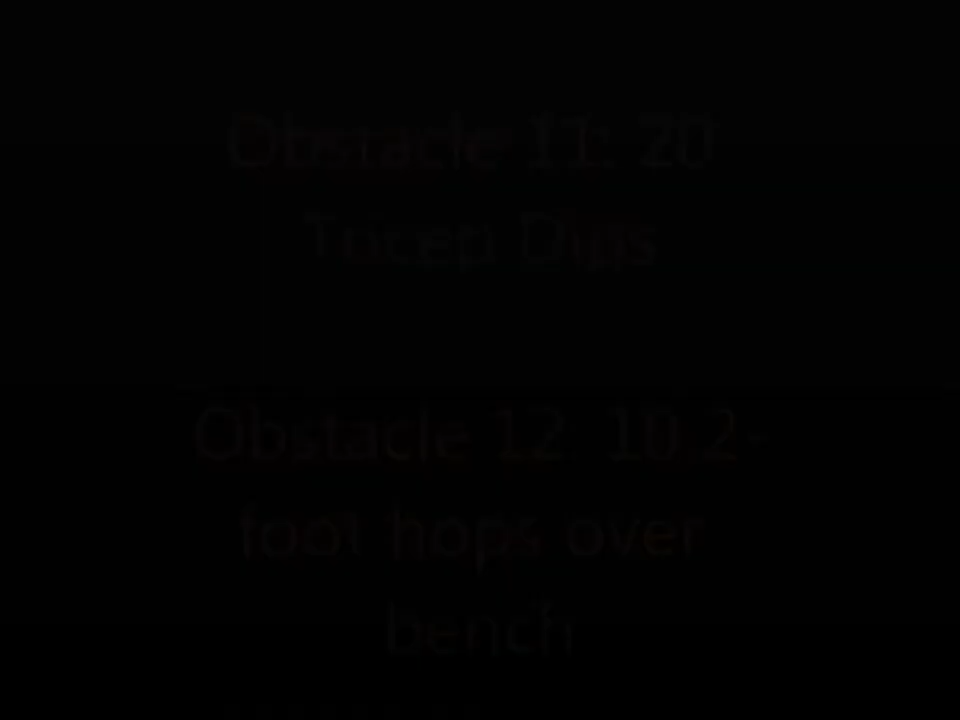 Obstacle 11: 20
Tricep Dips
Obstacle 12: 10 2-
foot hops over
bench